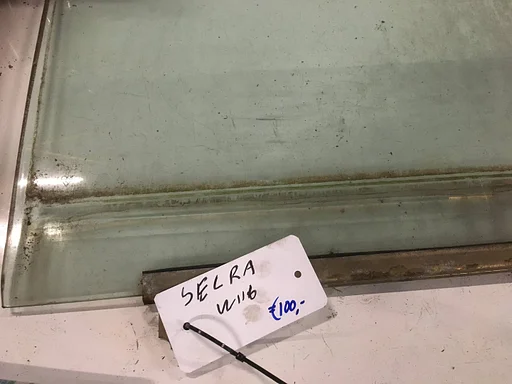 SELRA
W116
€100,-